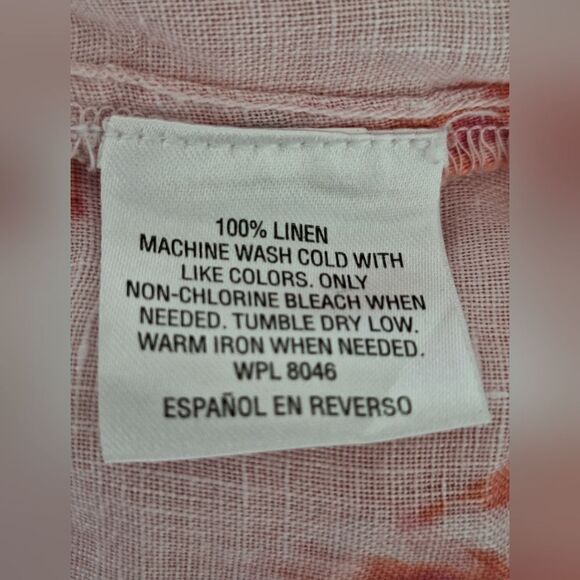 100% LINEN
MACHINE WASH COLD WITH
LIKE COLORS. ONLY
NON-CHLORINE BLEACH WHEN
NEEDED. TUMBLE DRY LOW.
WARM IRON WHEN NEEDED.
WPL 8046
ESPAÑOL EN REVERSO